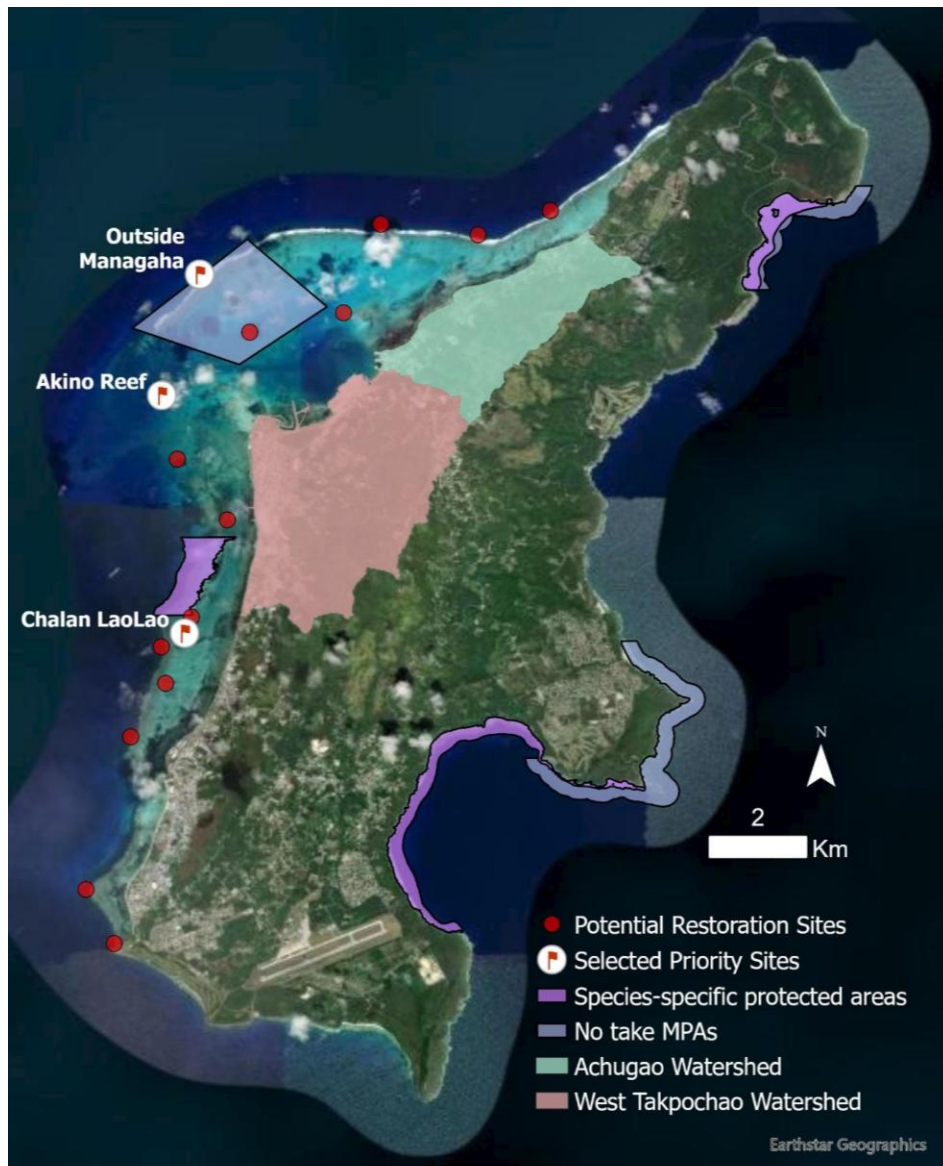 Outside
Managaha
Akino Reef
Chalan LaoLao
N
2
Km
Potential Restoration Sites
Selected Priority Sites
Species-specific protected areas
No take MPAs
Achugao Watershed
West Takpochao Watershed
Earthstar Geographics